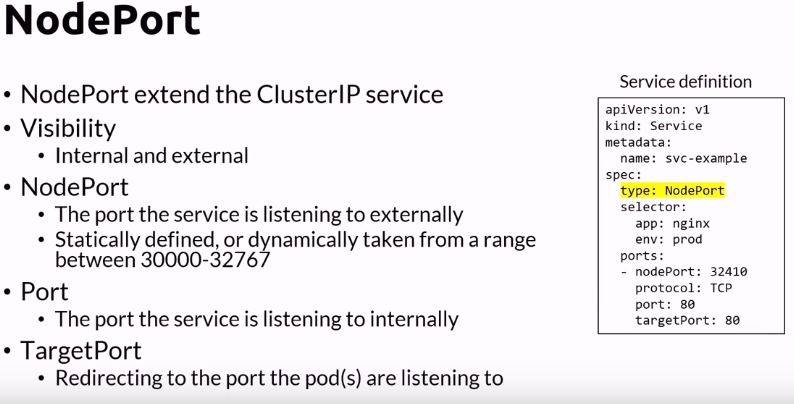 NodePort
• NodePort extend the ClusterIP service
• Visibility
• Internal and external
• NodePort
• The port the service is listening to externally
• Statically defined, or dynamically taken from a range
between 30000-32767
• Port
• The port the service is listening to internally
• TargetPort
• Redirecting to the port the pod(s) are listening to
Service definition
apiVersion: v1
kind: Service
metadata:
  name: svc-example
spec:
  type: NodePort
  selector:
    app: nginx
    env: prod
  ports:
  - nodePort: 32410
    protocol: TCP
    port: 80
    targetPort: 80